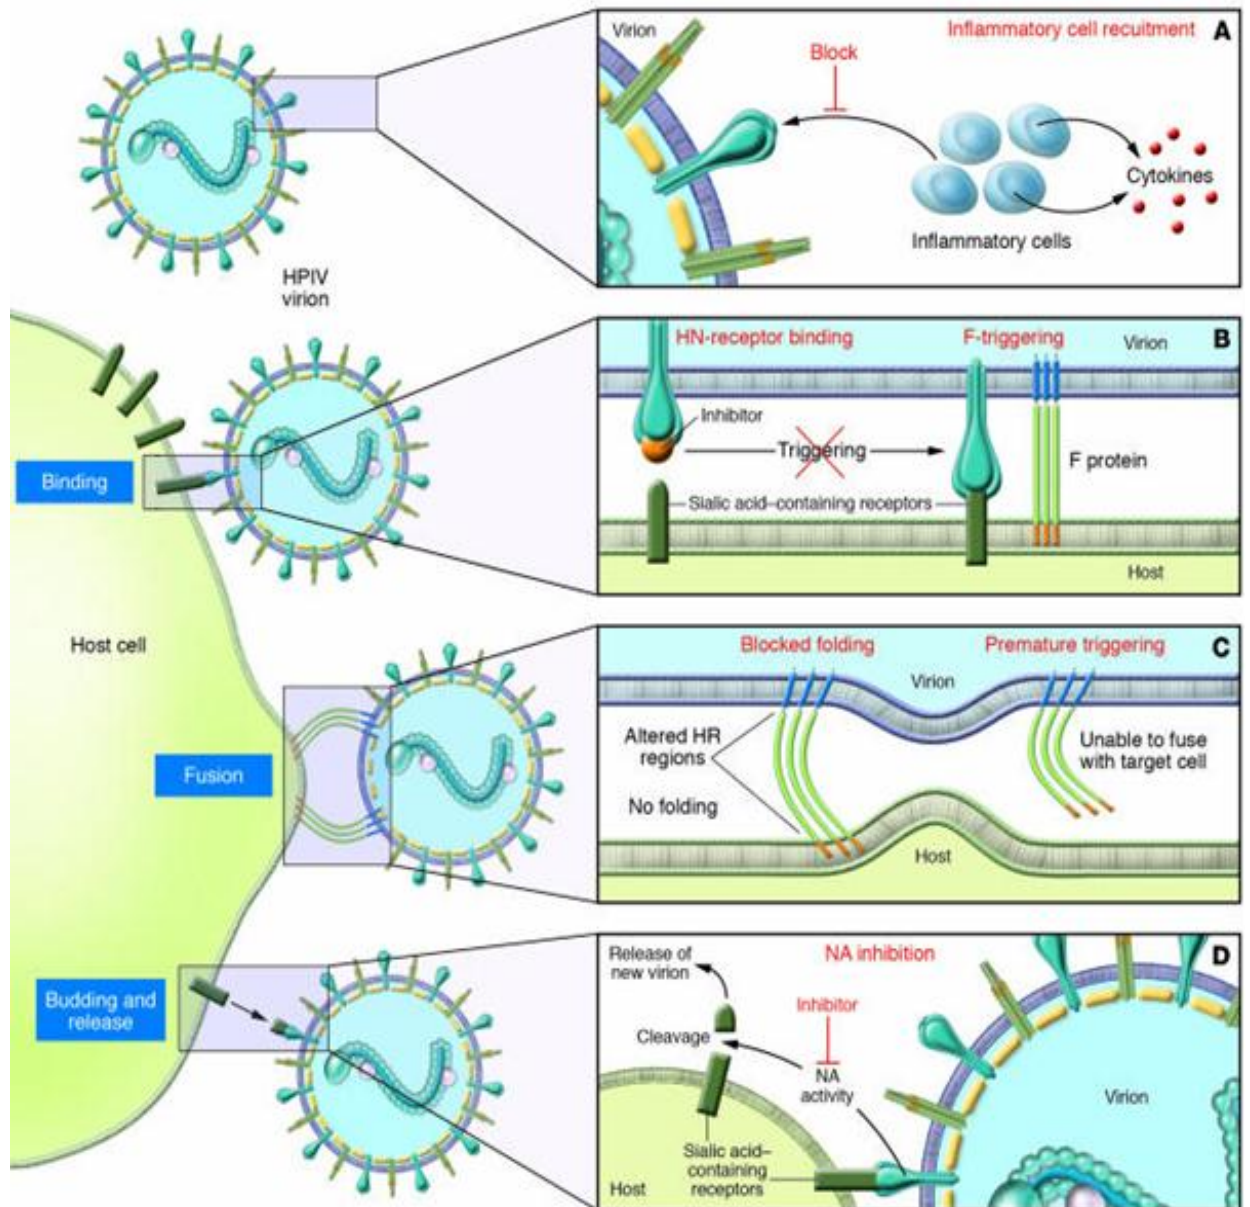 HPIV
virion
Binding
Host cell
Fusion
Budding and
release
Virion
Inflammatory cell recuitment
A
Block
Cytokines
Inflammatory cells
HN-receptor binding
F-triggering
Virion
B
Inhibitor
Triggering
F protein
Sialic acid–containing receptors
Host
Blocked folding
Premature triggering
C
Virion
Altered HR
regions
Unable to fuse
with target cell
No folding
Host
Release of
new virion
NA inhibition
D
Inhibitor
Cleavage
NA
activity
Virion
Sialic acid–
containing
receptors
Host